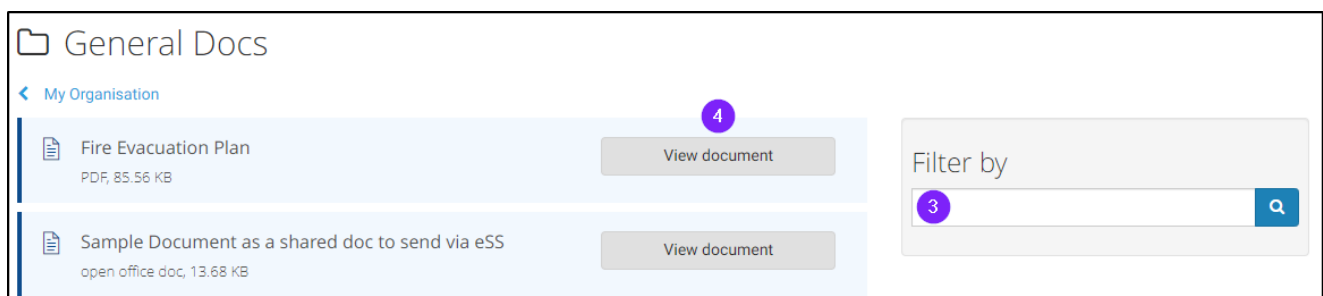 General Docs
My Organisation
4
Fire Evacuation Plan
View document
PDF, 85.56 KB
Filter by
3
Sample Document as a shared doc to send via eSS
View document
open office doc, 13.68 KB